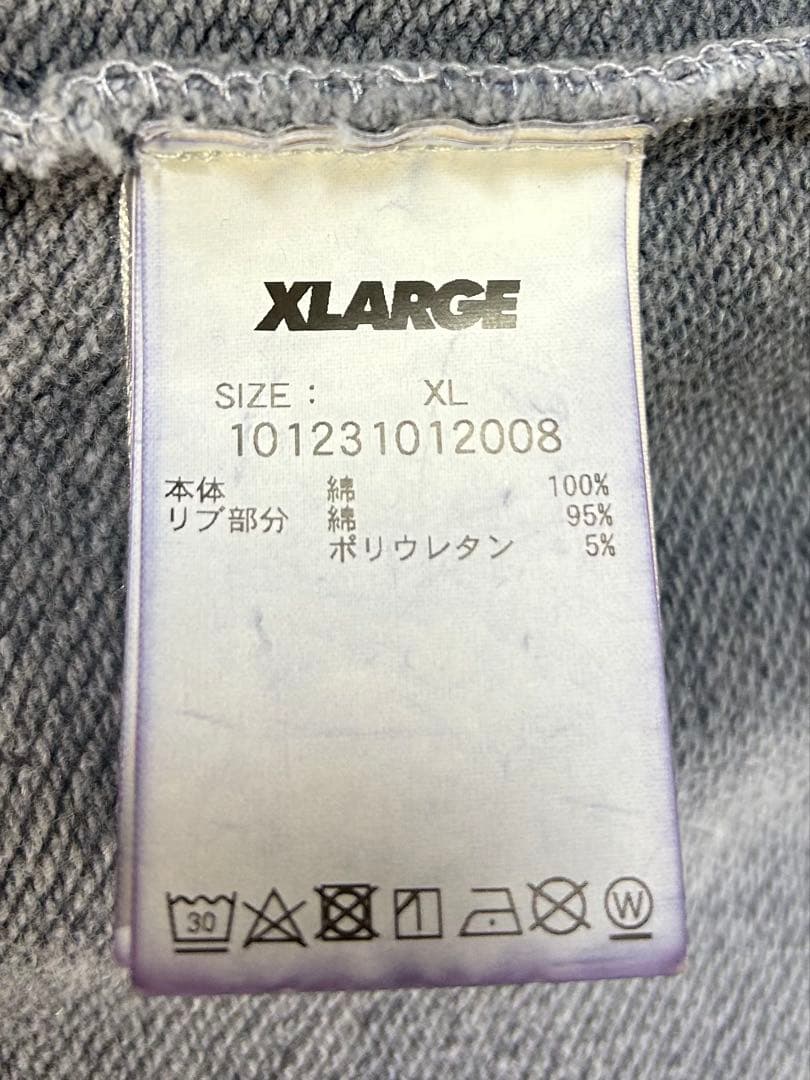 XLARGE
SIZE : XL
101231012008
本体 綿 100%
リブ部分 綿 95%
ポリウレタン 5%
30 W